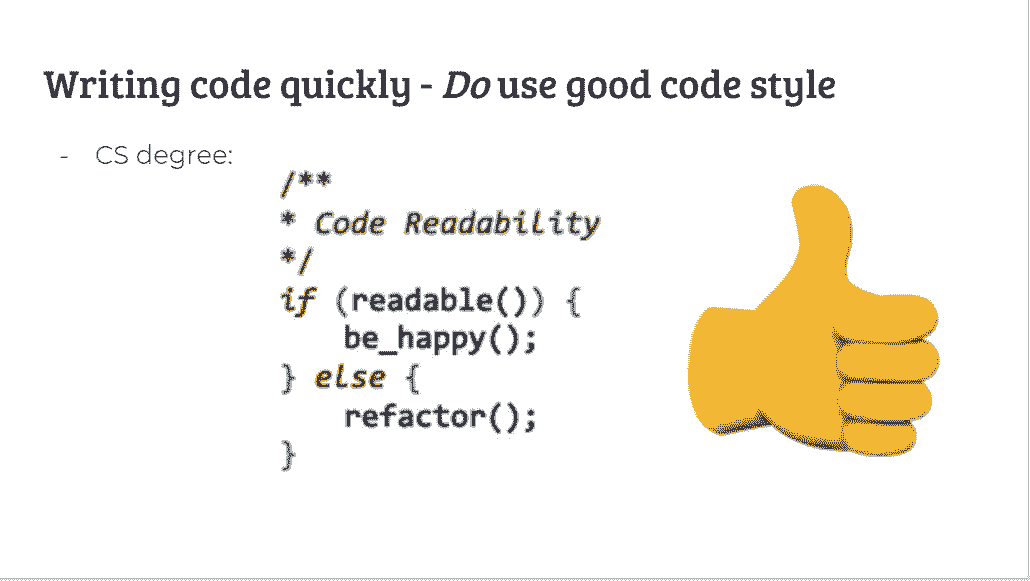 Writing code quickly - Do use good code style
- CS degree:
/**
* Code Readability
*/
if (readable()) {
be_happy();
} else {
refactor();
}